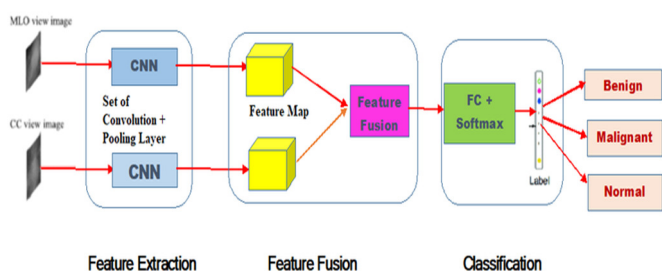 MLO view image
CNN
Set of
Convolution +
Pooling Layer
CC view image
CNN
Feature Map
Feature
Fusion
FC +
Softmax
Label
Benign
Malignant
Normal
Feature Extraction
Feature Fusion
Classification